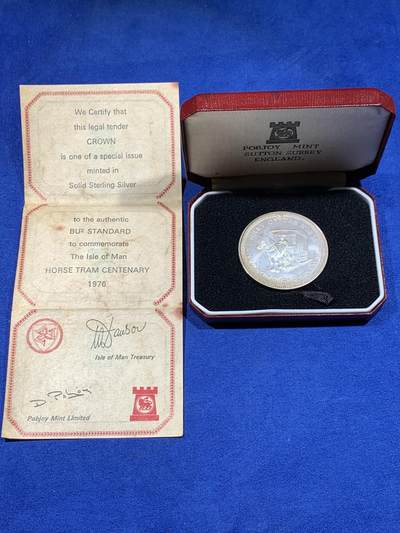 We Certify that
this legal tender
CROWN
is one of a special issue
minted in
Solid Sterling Silver
to the authentic
BU² STANDARD
to commemorate
The Isle of Man
HORSE TRAM CENTENARY
1976
Isle of Man Treasury
D Pobjoy
Pobjoy Mint Limited
POBJOY MINT
SUTTON SURREY
ENGLAND.